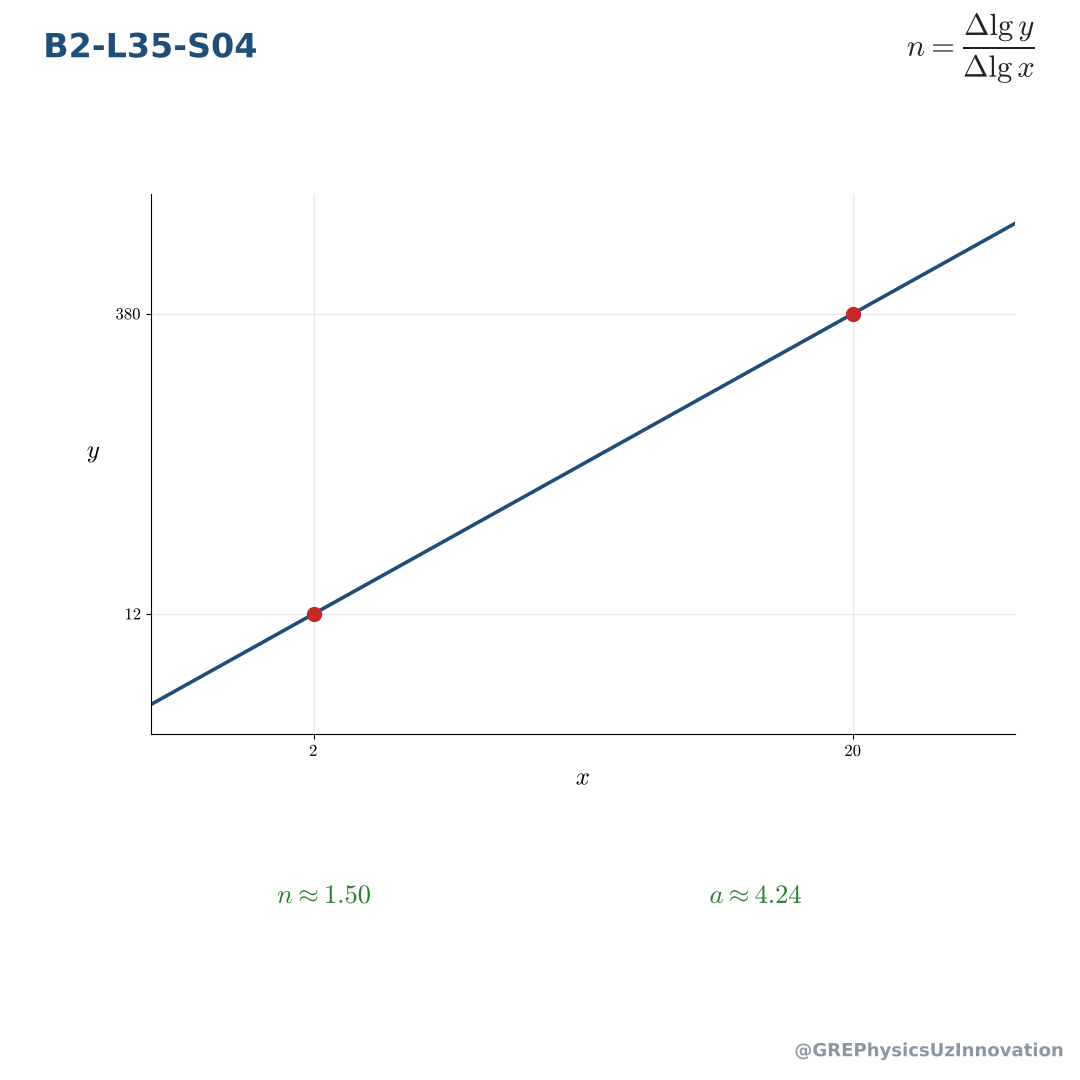 B2-L35-S04
n = Δlg y / Δlg x
380
y
12
2
20
x
n ≈ 1.50
a ≈ 4.24
@GREPhysicsUzInnovation